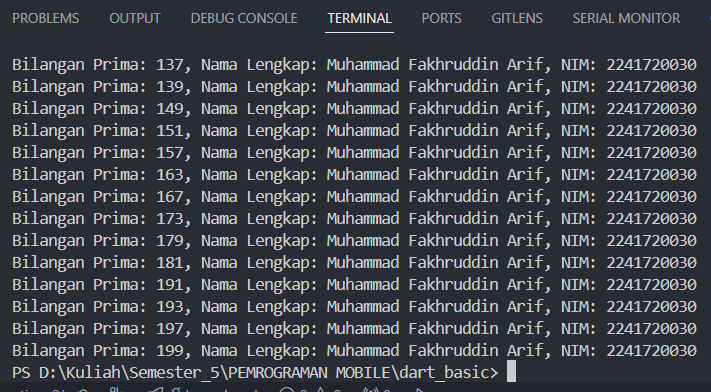 PROBLEMS OUTPUT DEBUG CONSOLE TERMINAL PORTS GITLENS SERIAL MONITOR
Bilangan Prima: 137, Nama Lengkap: Muhammad Fakhruddin Arif, NIM: 2241720030
Bilangan Prima: 139, Nama Lengkap: Muhammad Fakhruddin Arif, NIM: 2241720030
Bilangan Prima: 149, Nama Lengkap: Muhammad Fakhruddin Arif, NIM: 2241720030
Bilangan Prima: 151, Nama Lengkap: Muhammad Fakhruddin Arif, NIM: 2241720030
Bilangan Prima: 157, Nama Lengkap: Muhammad Fakhruddin Arif, NIM: 2241720030
Bilangan Prima: 163, Nama Lengkap: Muhammad Fakhruddin Arif, NIM: 2241720030
Bilangan Prima: 167, Nama Lengkap: Muhammad Fakhruddin Arif, NIM: 2241720030
Bilangan Prima: 173, Nama Lengkap: Muhammad Fakhruddin Arif, NIM: 2241720030
Bilangan Prima: 179, Nama Lengkap: Muhammad Fakhruddin Arif, NIM: 2241720030
Bilangan Prima: 181, Nama Lengkap: Muhammad Fakhruddin Arif, NIM: 2241720030
Bilangan Prima: 191, Nama Lengkap: Muhammad Fakhruddin Arif, NIM: 2241720030
Bilangan Prima: 193, Nama Lengkap: Muhammad Fakhruddin Arif, NIM: 2241720030
Bilangan Prima: 197, Nama Lengkap: Muhammad Fakhruddin Arif, NIM: 2241720030
Bilangan Prima: 199, Nama Lengkap: Muhammad Fakhruddin Arif, NIM: 2241720030
PS D:\Kuliah\Semester_5\PEMROGRAMAN MOBILE\dart_basic>